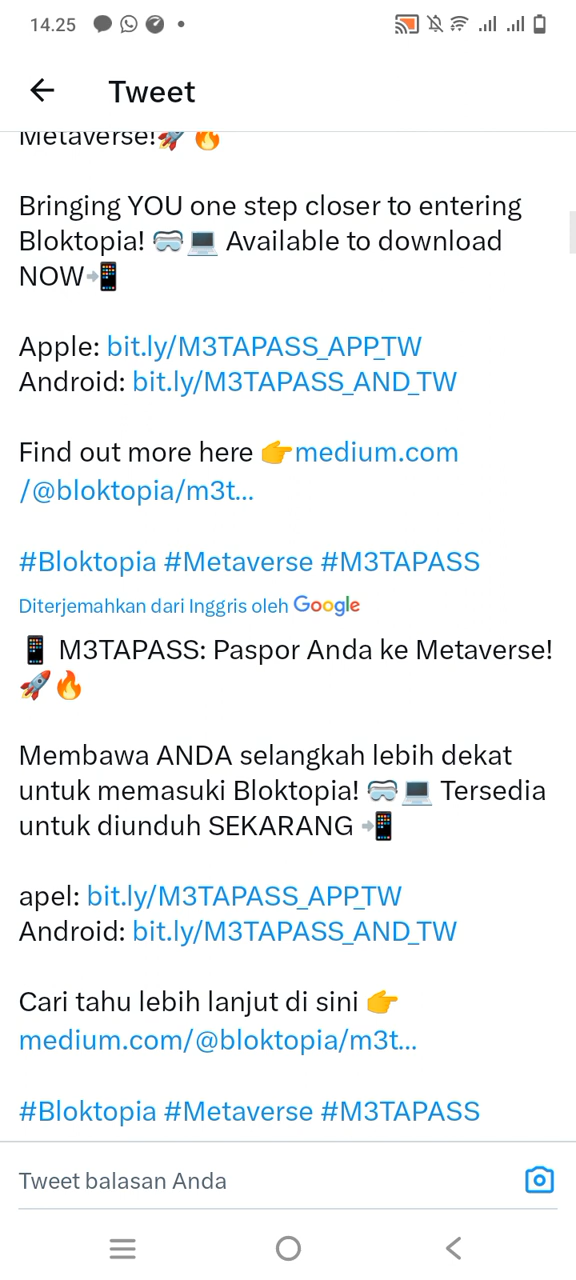 14.25
Tweet
Metaverse!🚀🔥
Bringing YOU one step closer to entering
Bloktopia! 🥽💻 Available to download
NOW📲
Apple: bit.ly/M3TAPASS_APP_TW
Android: bit.ly/M3TAPASS_AND_TW
Find out more here 👉medium.com
/@bloktopia/m3t...
#Bloktopia #Metaverse #M3TAPASS
Diterjemahkan dari Inggris oleh Google
📱 M3TAPASS: Paspor Anda ke Metaverse!
🚀🔥
Membawa ANDA selangkah lebih dekat
untuk memasuki Bloktopia! 🥽💻 Tersedia
untuk diunduh SEKARANG 📲
apel: bit.ly/M3TAPASS_APP_TW
Android: bit.ly/M3TAPASS_AND_TW
Cari tahu lebih lanjut di sini 👉
medium.com/@bloktopia/m3t...
#Bloktopia #Metaverse #M3TAPASS
Tweet balasan Anda